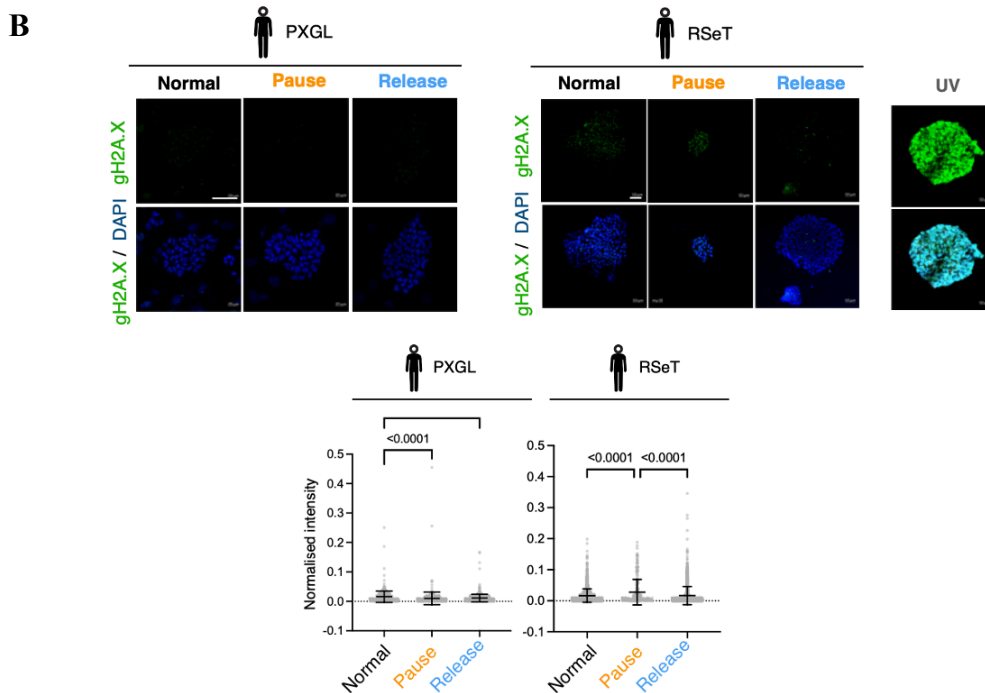 B
PXGL
RSeT
Normal Pause Release
Normal Pause Release
UV
gH2A.X
gH2A.X / DAPI
gH2A.X
gH2A.X / DAPI
PXGL
RSeT
<0.0001
<0.0001 <0.0001
Normalised intensity
0.5
0.4
0.3
0.2
0.1
0.0
-0.1
0.5
0.4
0.3
0.2
0.1
0.0
-0.1
Normal
Pause
Release
Normal
Pause
Release